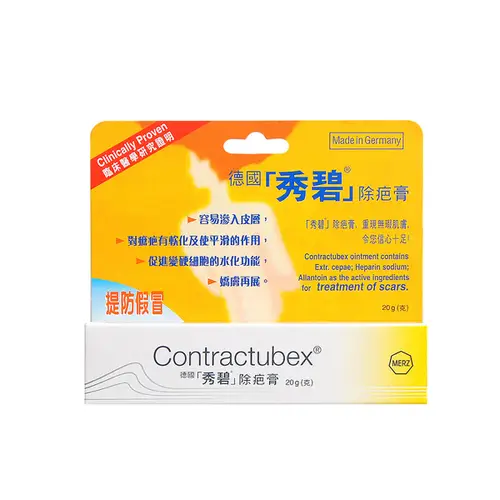 Clinically Proven
臨床醫學研究證明
Made in Germany
德國「秀碧」® 除疤膏
容易滲入皮層，
對癥疤有軟化及使平滑的作用，
促進變硬細胞的水化功能，
嬌膚再展。
「秀碧」除疤膏，重現無瑕肌膚，
令您信心十足！
Contractubex ointment contains
Extr. cepae; Heparin sodium;
Allantoin as the active ingredients
for treatment of scars.
20 g (克)
提防假冒
Contractubex®
德國「秀碧」® 除疤膏 20 g (克)
MERZ